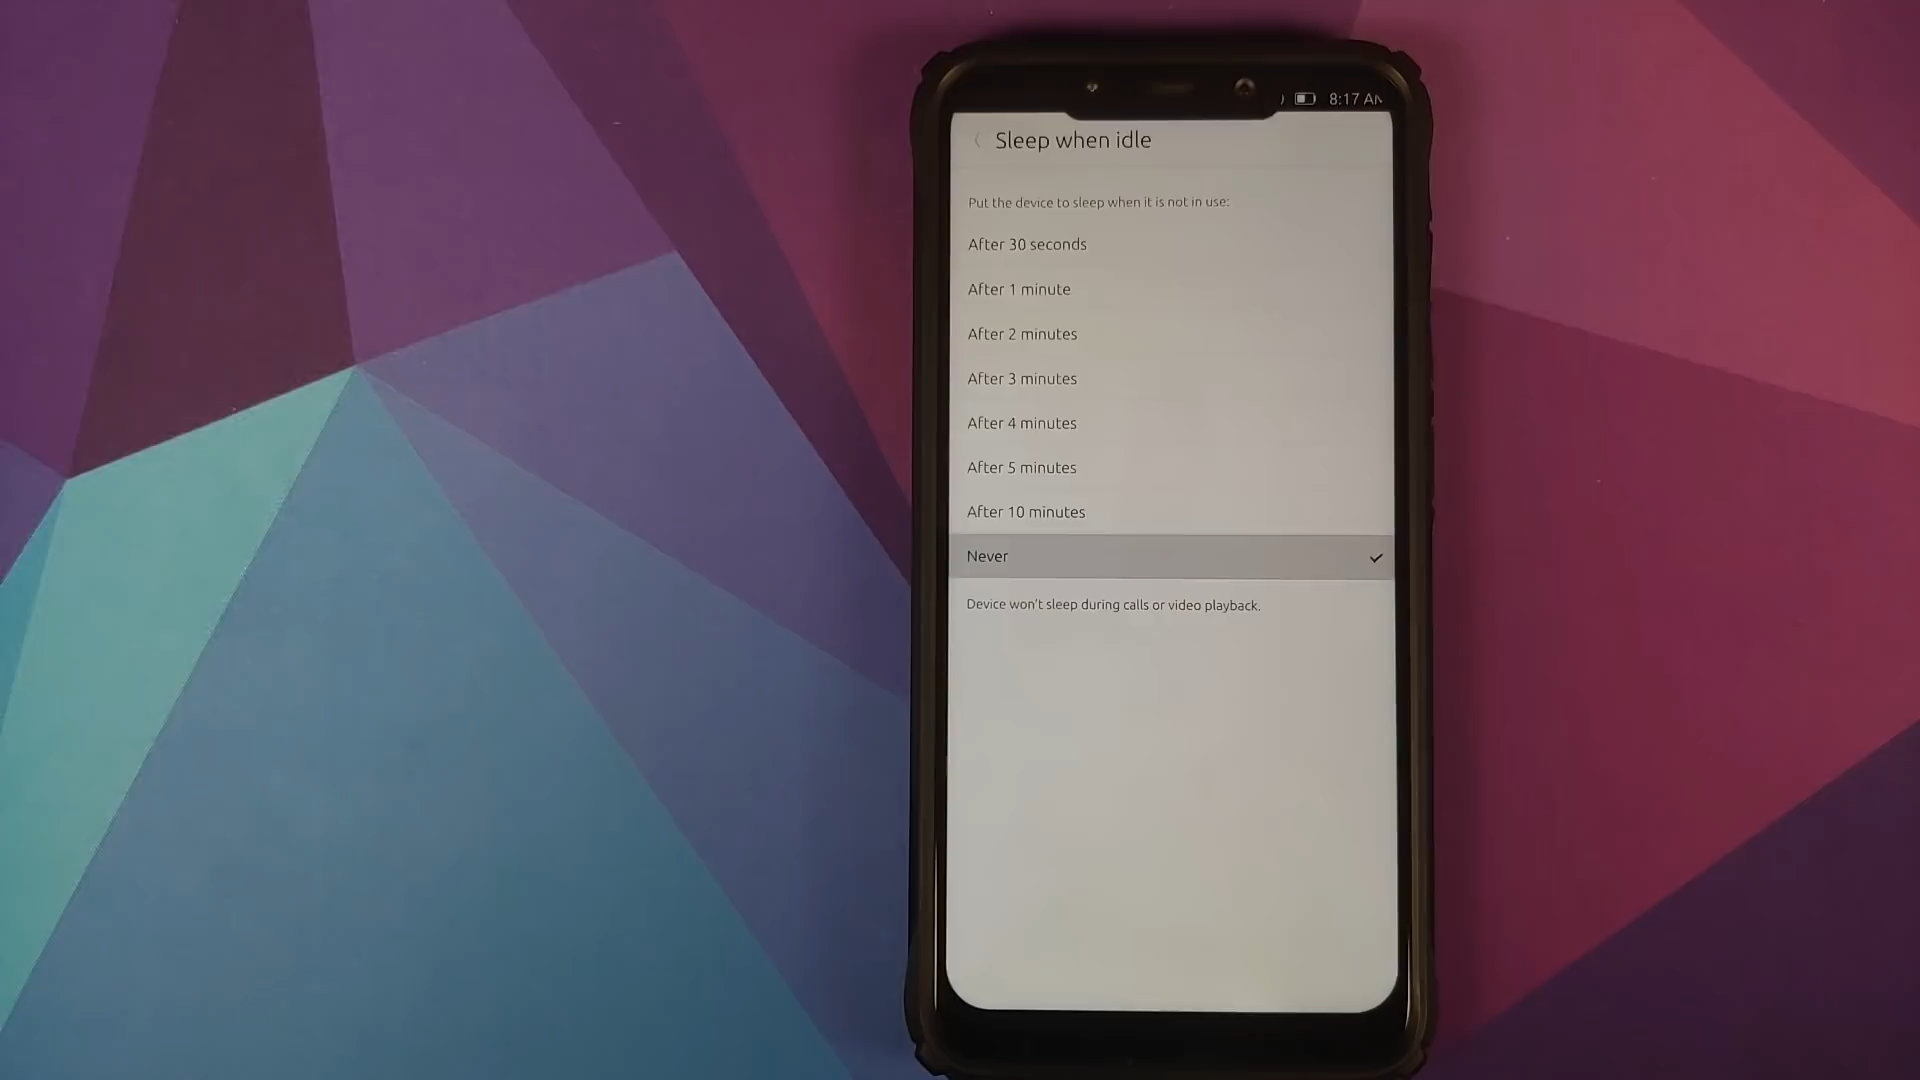 8:17 AM
Sleep when idle
Put the device to sleep when it is not in use:
After 30 seconds
After 1 minute
After 2 minutes
After 3 minutes
After 4 minutes
After 5 minutes
After 10 minutes
Never
Device won't sleep during calls or video playback.